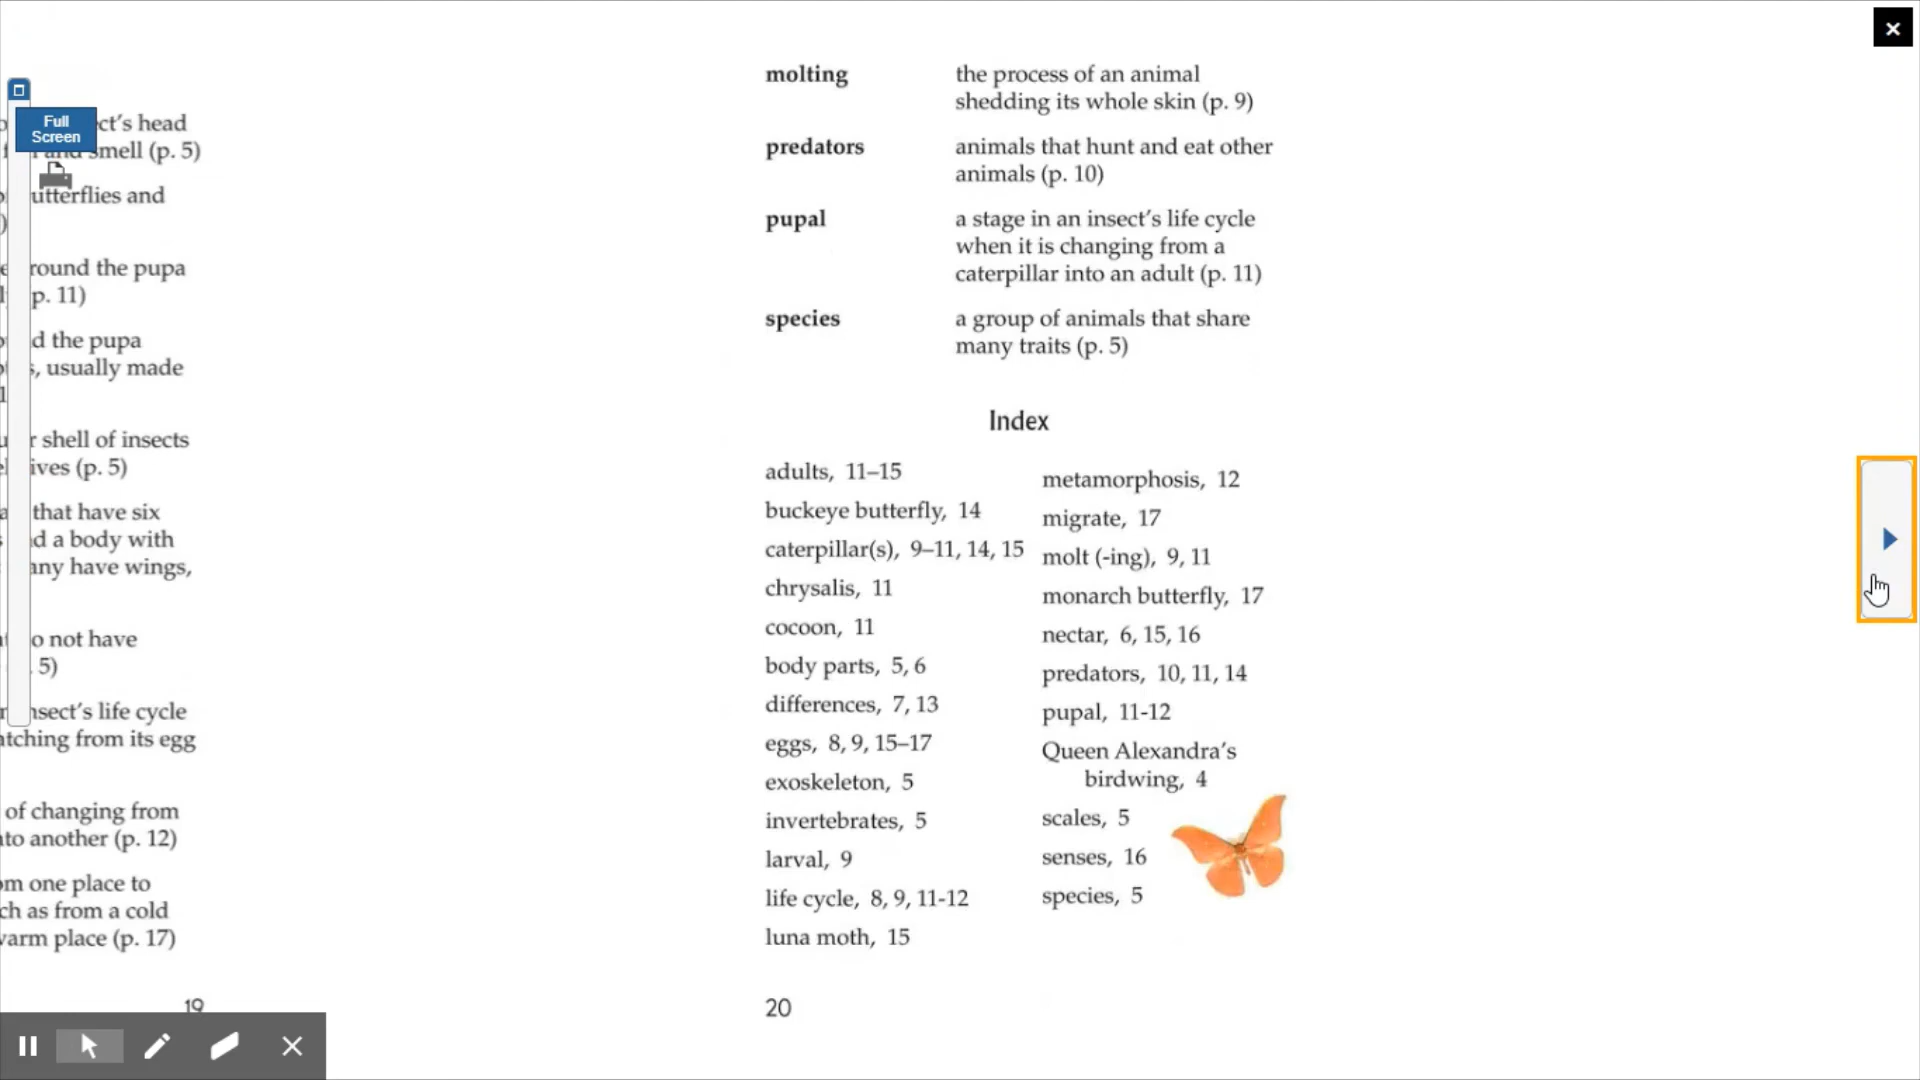 Full
Screen
ct's head
and smell (p. 5)
utterflies and
round the pupa
p. 11)
d the pupa
s, usually made
r shell of insects
ives (p. 5)
that have six
d a body with
any have wings,
o not have
5)
nsect's life cycle
atching from its egg
of changing from
nto another (p. 12)
om one place to
ch as from a cold
warm place (p. 17)
19
molting the process of an animal
shedding its whole skin (p. 9)
predators animals that hunt and eat other
animals (p. 10)
pupal a stage in an insect's life cycle
when it is changing from a
caterpillar into an adult (p. 11)
species a group of animals that share
many traits (p. 5)
Index
adults, 11–15
buckeye butterfly, 14
caterpillar(s), 9–11, 14, 15
chrysalis, 11
cocoon, 11
body parts, 5, 6
differences, 7, 13
eggs, 8, 9, 15–17
exoskeleton, 5
invertebrates, 5
larval, 9
life cycle, 8, 9, 11-12
luna moth, 15
metamorphosis, 12
migrate, 17
molt (-ing), 9, 11
monarch butterfly, 17
nectar, 6, 15, 16
predators, 10, 11, 14
pupal, 11-12
Queen Alexandra's
birdwing, 4
scales, 5
senses, 16
species, 5
20